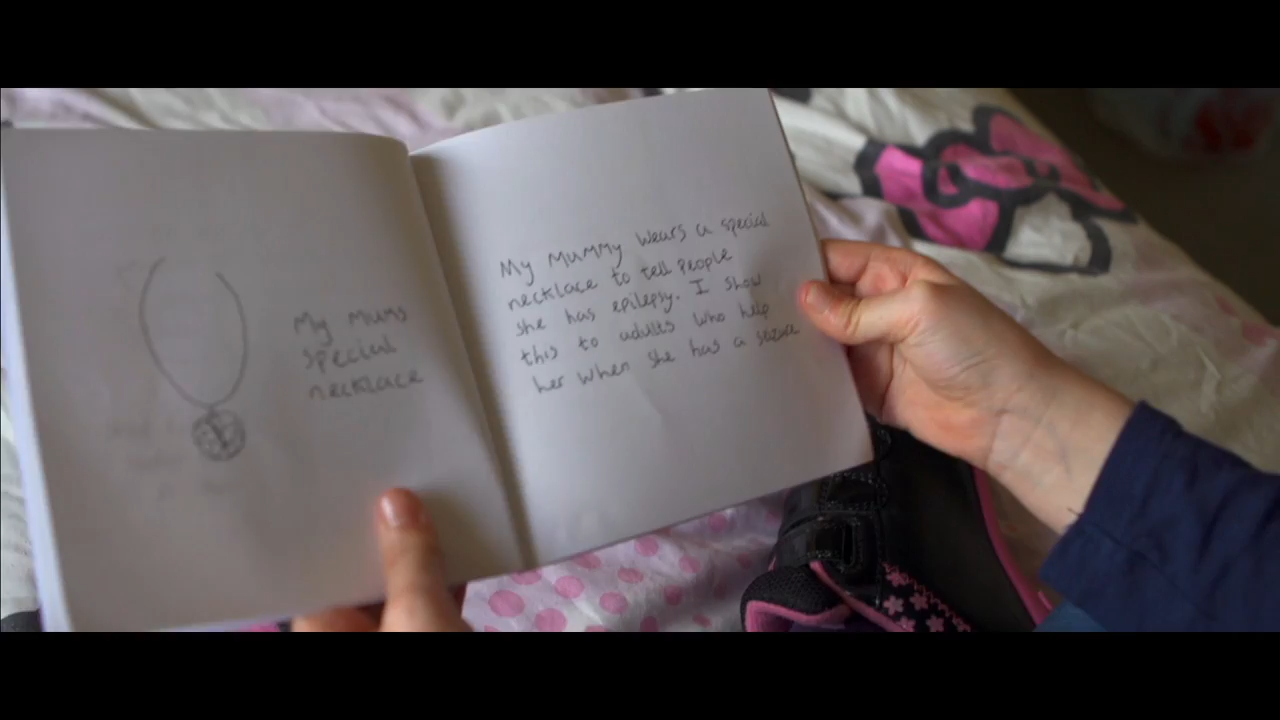 My Mums
special
necklace
My Mummy wears a special
necklace to tell people
she has epilepsy. I show
this to adults who help
her when she has a seizure